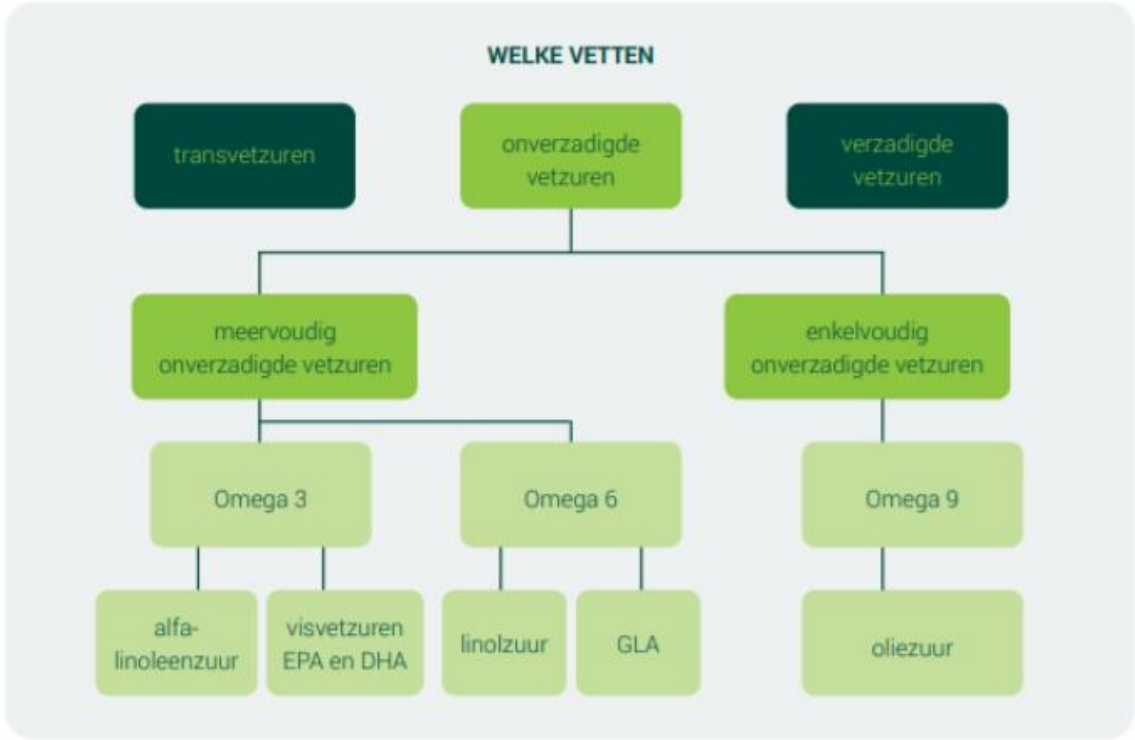 WELKE VETTEN
transvetzuren
onverzadigde
vetzuren
verzadigde
vetzuren
meervoudig
onverzadigde vetzuren
enkelvoudig
onverzadigde vetzuren
Omega 3
Omega 6
Omega 9
alfa-
linoleenzuur
visvetzuren
EPA en DHA
linolzuur
GLA
oliezuur